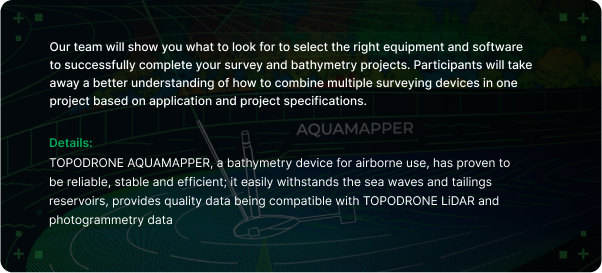 Our team will show you what to look for to select the right equipment and software
to successfully complete your survey and bathymetry projects. Participants will take
away a better understanding of how to combine multiple surveying devices in one
project based on application and project specifications.
AQUAMAPPER
Details:
TOPODRONE AQUAMAPPER, a bathymetry device for airborne use, has proven to
be reliable, stable and efficient; it easily withstands the sea waves and tailings
reservoirs, provides quality data being compatible with TOPODRONE LiDAR and
photogrammetry data